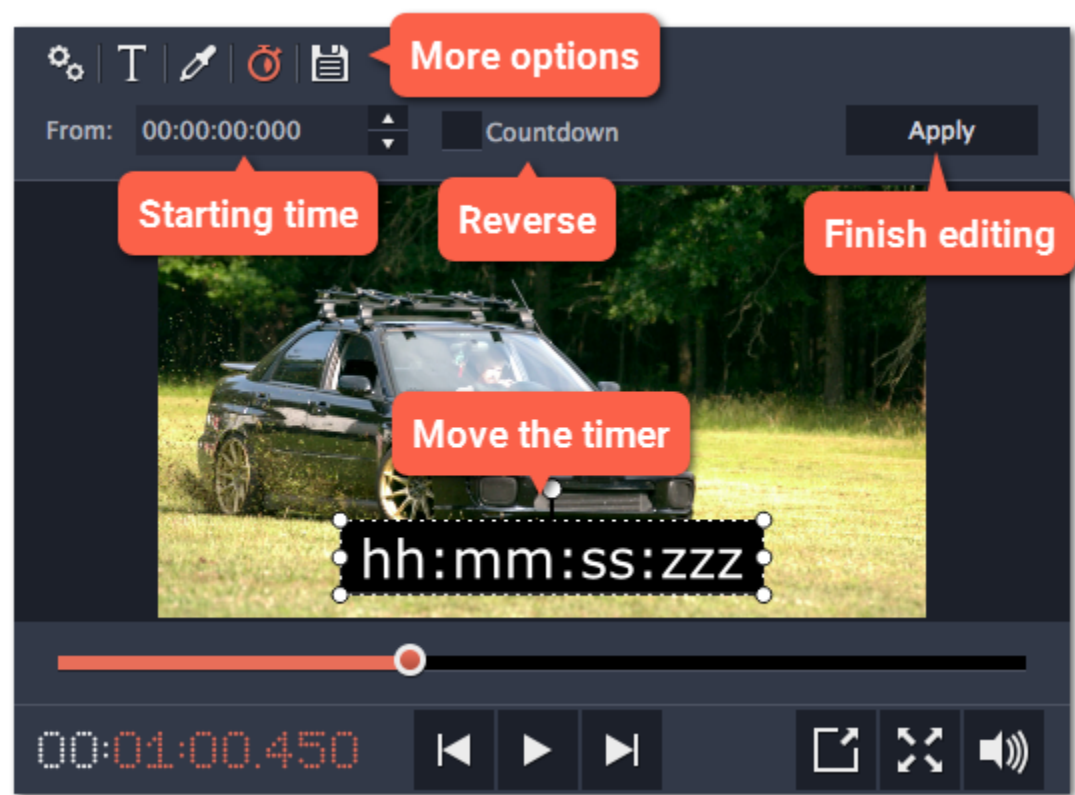 T
More options
From: 00:00:00:000 Countdown Apply
Starting time
Reverse
Finish editing
Move the timer
hh:mm:ss:zzz
00:01:00.450